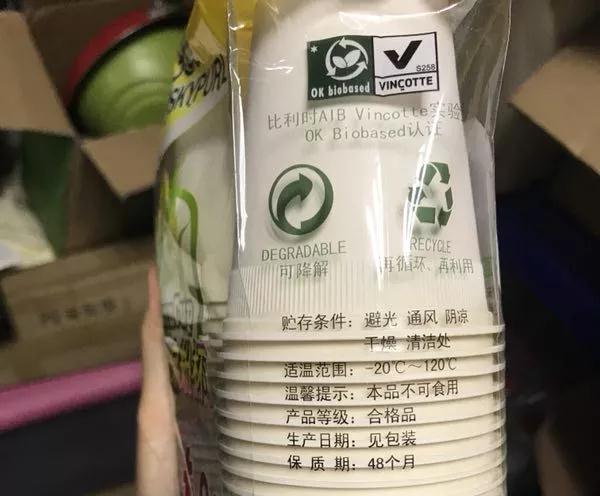 SKYPUR
OK biobased
VINÇOTTE
S258
比利时AIB Vincotte实验
OK Biobased认证
DEGRADABLE
可降解
RECYCLE
再循环、再利用
贮存条件：避光 通风 阴凉
干燥 清洁处
适温范围：-20℃～120℃
温馨提示：本品不可食用
产品等级：合格品
生产日期：见包装
保 质 期：48个月